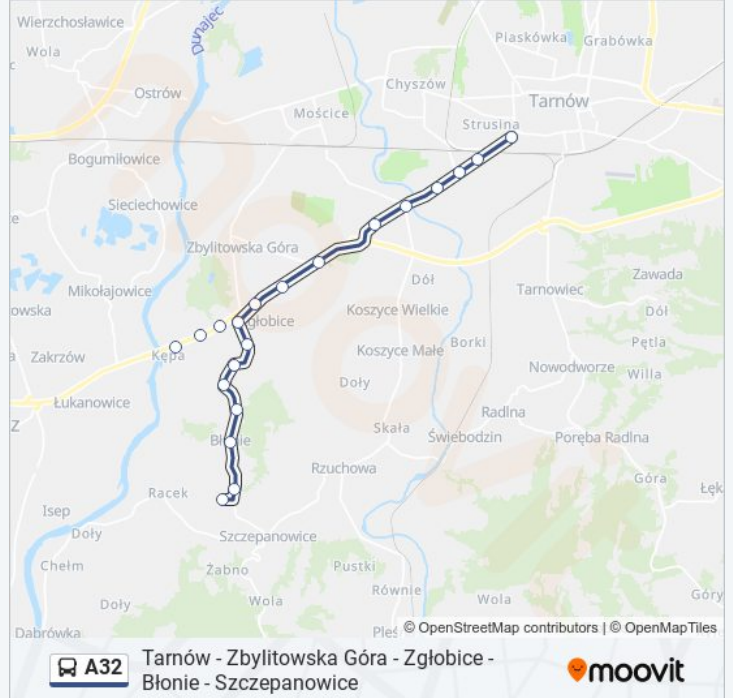 Wierzchosławice
Dunajec
Plaskówka
Grabówka
Wola
Chyszów
Ostrów
Tarnów
Mościce
Strusina
Bogumiłowice
Sieciechowice
Zbylitowska Góra
Dół
Zawada
Mikołajowice
Tarnowiec
owska
Koszyce Wielkie
Dół
głobice
Borki
Pętla
Zakrzów
Kępa
Koszyce Małe
Nowodworze
Willa
Doły
Łukanowice
Radlna
Z
Skała
Świebodzin
Poręba Radlna
Błonie
Rzuchowa
Góra
Racek
Łęk
Isep
Doły
Szczepanowice
Chełm
Żabno
Pustki
Równie
Doły
Wola
Wola
Góry
Dąbrówka
Pleś
© OpenStreetMap contributors | © OpenMapTiles
A32
Tarnów - Zbylitowska Góra - Zgłobice -
Błonie - Szczepanowice
moovit